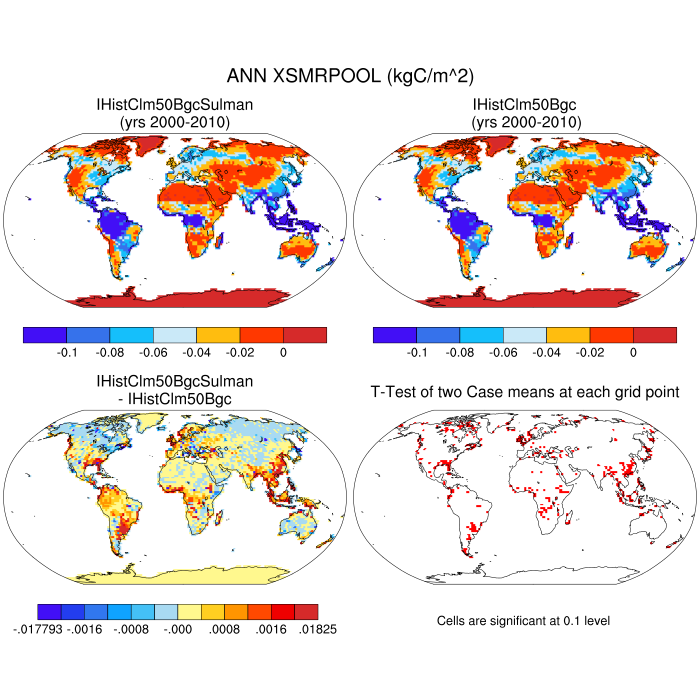 ANN XSMRPOOL (kgC/m^2)
IHistClm50BgcSulman
(yrs 2000-2010)
IHistClm50Bgc
(yrs 2000-2010)
-0.1 -0.08 -0.06 -0.04 -0.02 0
-0.1 -0.08 -0.06 -0.04 -0.02 0
IHistClm50BgcSulman
- IHistClm50Bgc
T-Test of two Case means at each grid point
-.017793 -.0016 -.0008 -.000 .0008 .0016 .01825
Cells are significant at 0.1 level